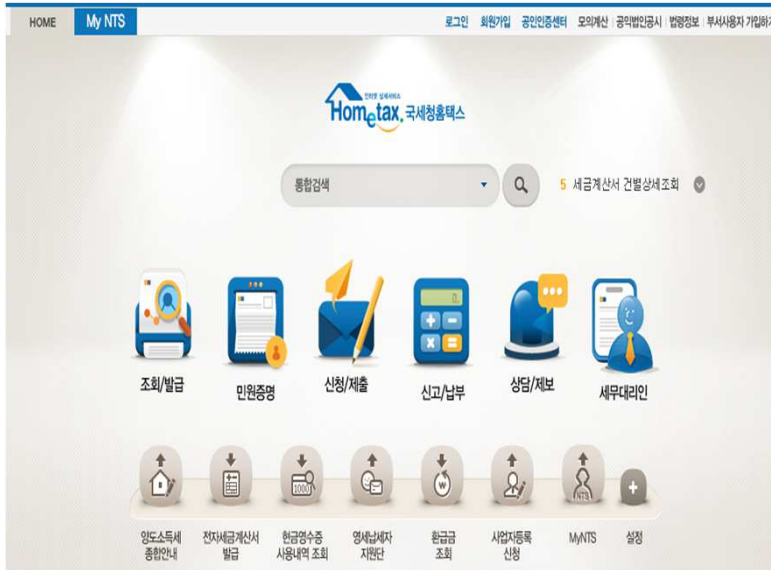 HOME My NTS 로그인 회원가입 공인인증센터 모의계산 공익법인공시 법령정보 부서사용자 가입하기
인터넷 상세서비스
Hometax. 국세청홈택스
통합검색 5 세금계산서 건별상세조회
조회/발급 민원증명 신청/제출 신고/납부 상담/제보 세무대리인
1000 W NTS
양도소득세 전자세금계산서 현금영수증 영세납세자 환급금 사업자등록 MyNTS 설정
종합안내 발급 사용내역 조회 지원단 조회 신청